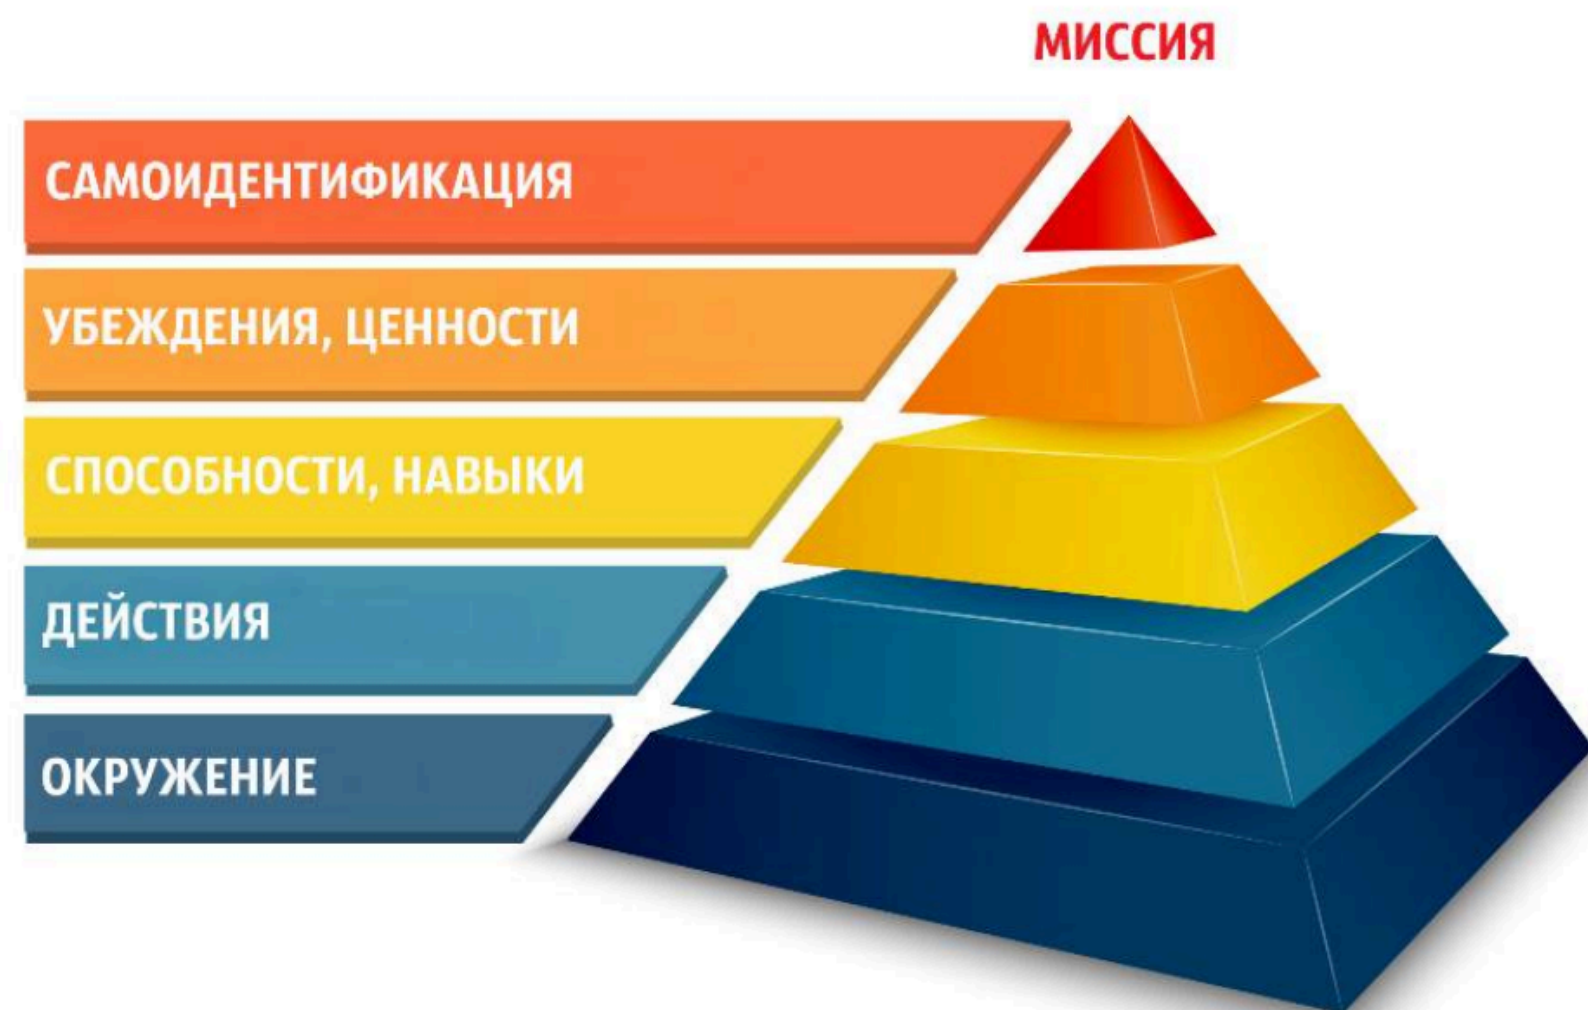 МИССИЯ
САМОИДЕНТИФИКАЦИЯ
УБЕЖДЕНИЯ, ЦЕННОСТИ
СПОСОБНОСТИ, НАВЫКИ
ДЕЙСТВИЯ
ОКРУЖЕНИЕ